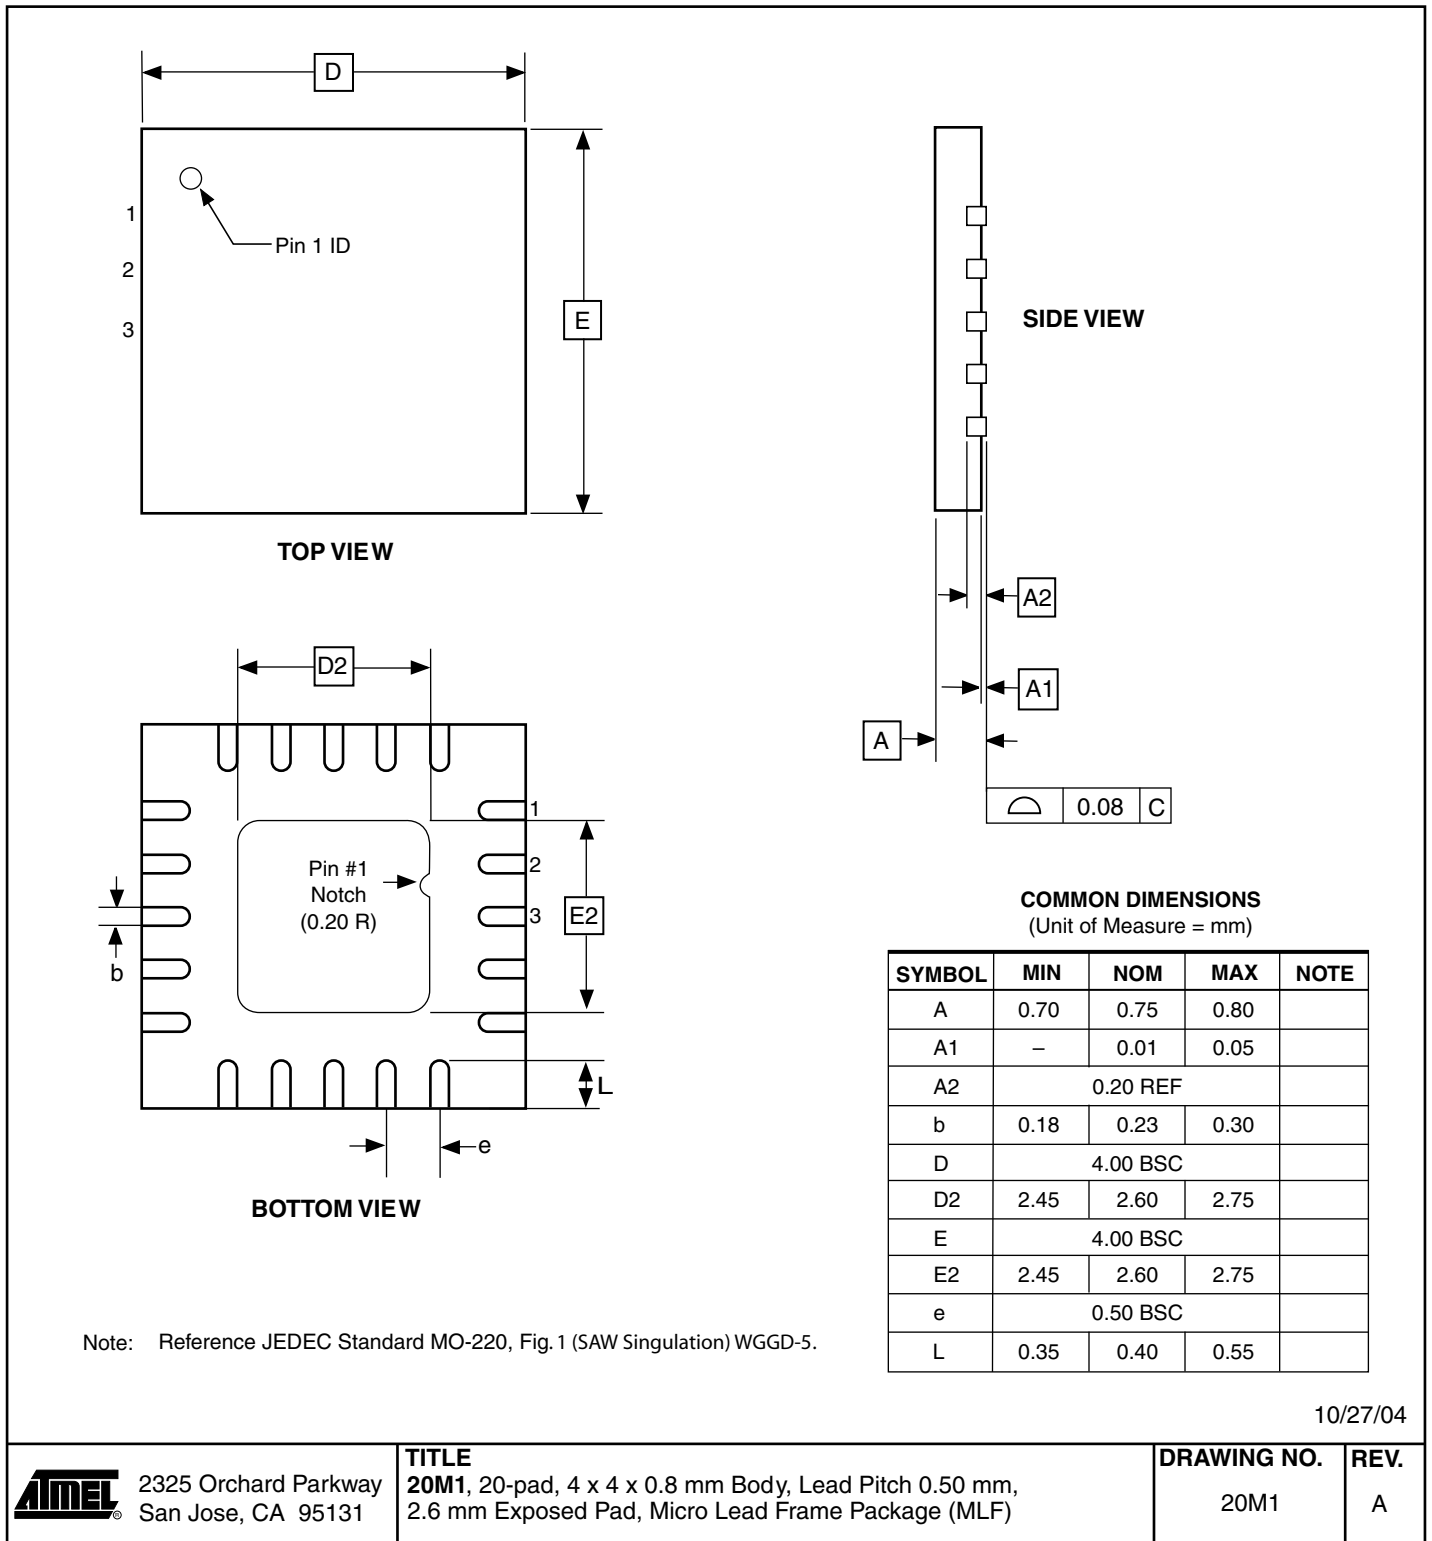 D
1
2
3
Pin 1 ID
E
SIDE VIEW
TOP VIEW
A2
A1
A
0.08 C
D2
Pin #1
Notch
(0.20 R)
1
2
3
E2
b
L
e
BOTTOM VIEW
COMMON DIMENSIONS
(Unit of Measure = mm)
SYMBOL MIN NOM MAX NOTE
A 0.70 0.75 0.80
A1 – 0.01 0.05
A2 0.20 REF
b 0.18 0.23 0.30
D 4.00 BSC
D2 2.45 2.60 2.75
E 4.00 BSC
E2 2.45 2.60 2.75
e 0.50 BSC
L 0.35 0.40 0.55
Note: Reference JEDEC Standard MO-220, Fig. 1 (SAW Singulation) WGGD-5.
10/27/04
ATMEL ®
2325 Orchard Parkway
San Jose, CA 95131
TITLE
20M1, 20-pad, 4 x 4 x 0.8 mm Body, Lead Pitch 0.50 mm,
2.6 mm Exposed Pad, Micro Lead Frame Package (MLF)
DRAWING NO.
20M1
REV.
A